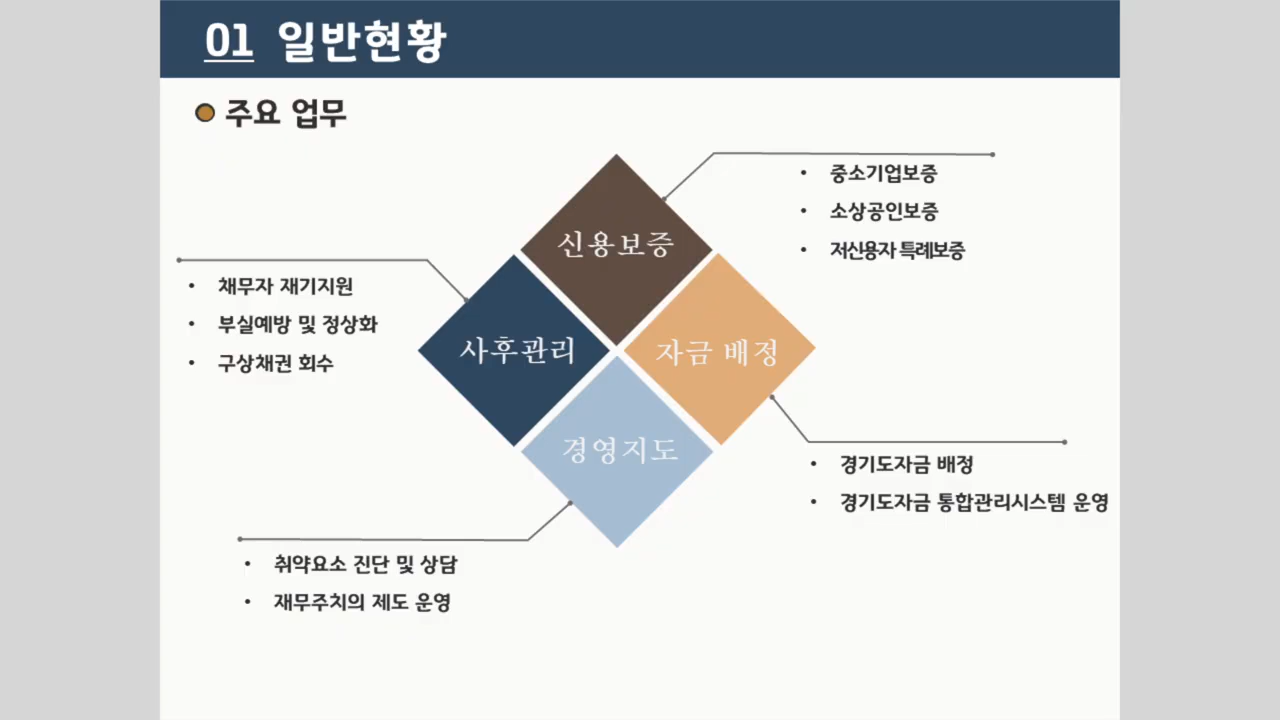 01 일반현황
주요 업무
신용보증
• 중소기업보증
• 소상공인보증
• 저신용자 특례보증
사후관리
• 채무자 재기지원
• 부실예방 및 정상화
• 구상채권 회수
자금 배정
• 경기도자금 배정
• 경기도자금 통합관리시스템 운영
경영지도
• 취약요소 진단 및 상담
• 재무주치의 제도 운영